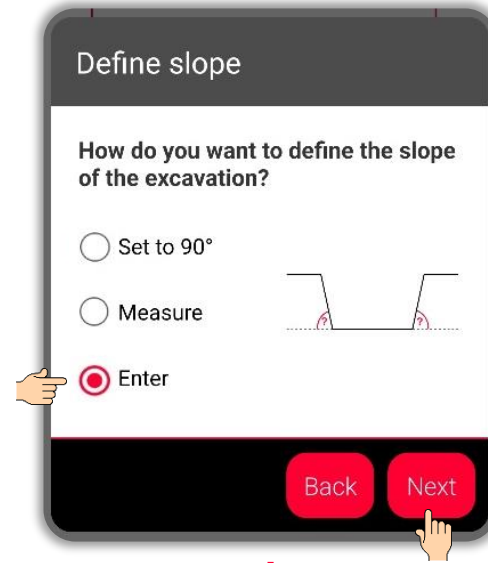 Define slope
How do you want to define the slope
of the excavation?
Set to 90°
Measure
? ?
Enter
Back Next